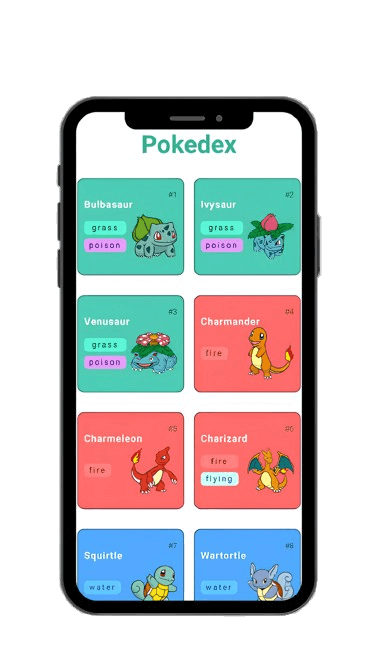 Pokedex
#1
Bulbasaur
grass
poison
#2
Ivysaur
grass
poison
#3
Venusaur
grass
poison
#4
Charmander
fire
#5
Charmeleon
fire
#6
Charizard
fire
flying
#7
Squirtle
water
#8
Wartortle
water